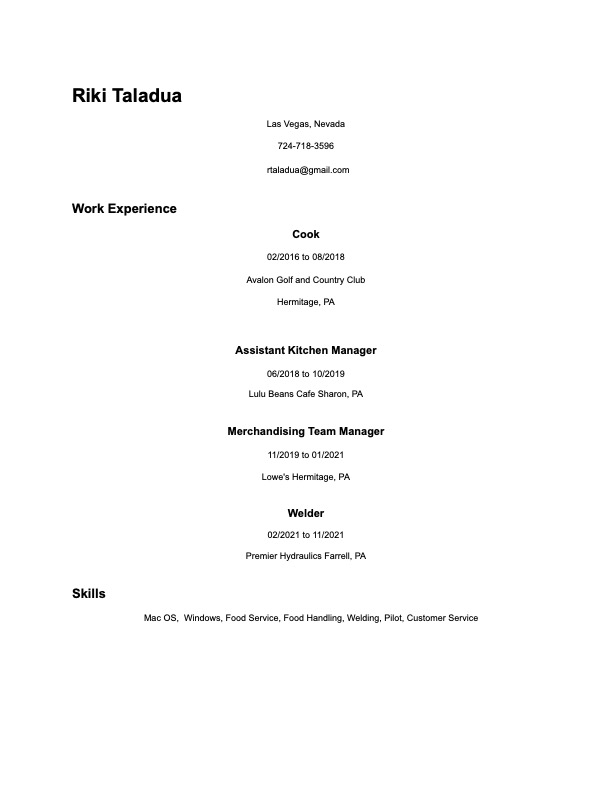 Riki Taladua
Las Vegas, Nevada
724-718-3596
rtaladua@gmail.com
Work Experience
Cook
02/2016 to 08/2018
Avalon Golf and Country Club
Hermitage, PA
Assistant Kitchen Manager
06/2018 to 10/2019
Lulu Beans Cafe Sharon, PA
Merchandising Team Manager
11/2019 to 01/2021
Lowe's Hermitage, PA
Welder
02/2021 to 11/2021
Premier Hydraulics Farrell, PA
Skills
Mac OS,  Windows, Food Service, Food Handling, Welding, Pilot, Customer Service